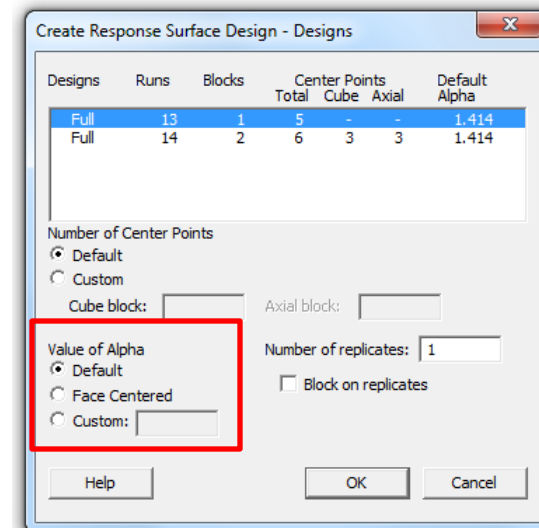 Create Response Surface Design - Designs
Designs Runs Blocks Center Points Default
Total Cube Axial Alpha
Full 13 1 5 - - 1.414
Full 14 2 6 3 3 1.414
Number of Center Points
Default
Custom
Cube block: Axial block:
Value of Alpha Number of replicates: 1
Default
Block on replicates
Face Centered
Custom:
Help OK Cancel